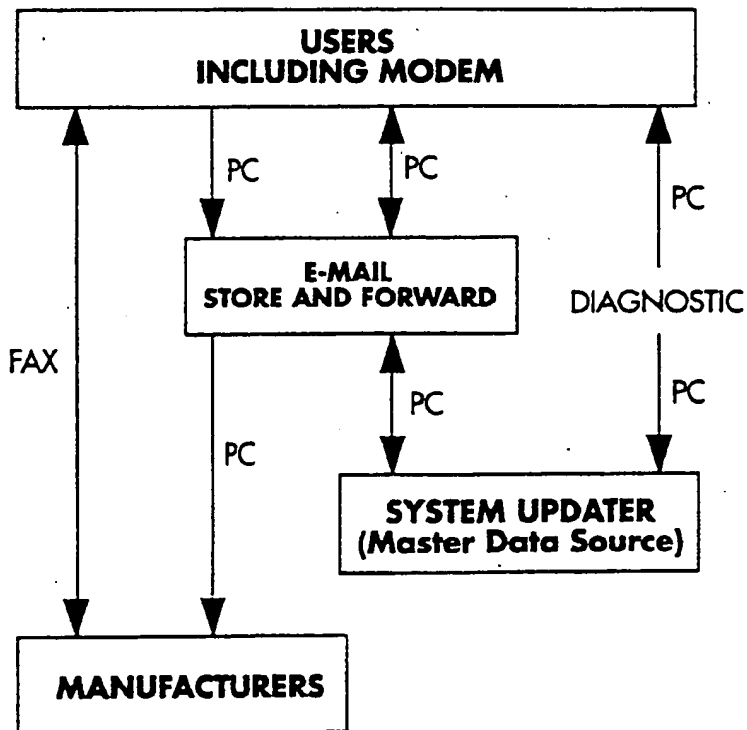 USERS
INCLUDING MODEM
PC
PC
PC
E-MAIL
STORE AND FORWARD
DIAGNOSTIC
FAX
PC
PC
PC
SYSTEM UPDATER
(Master Data Source)
MANUFACTURERS